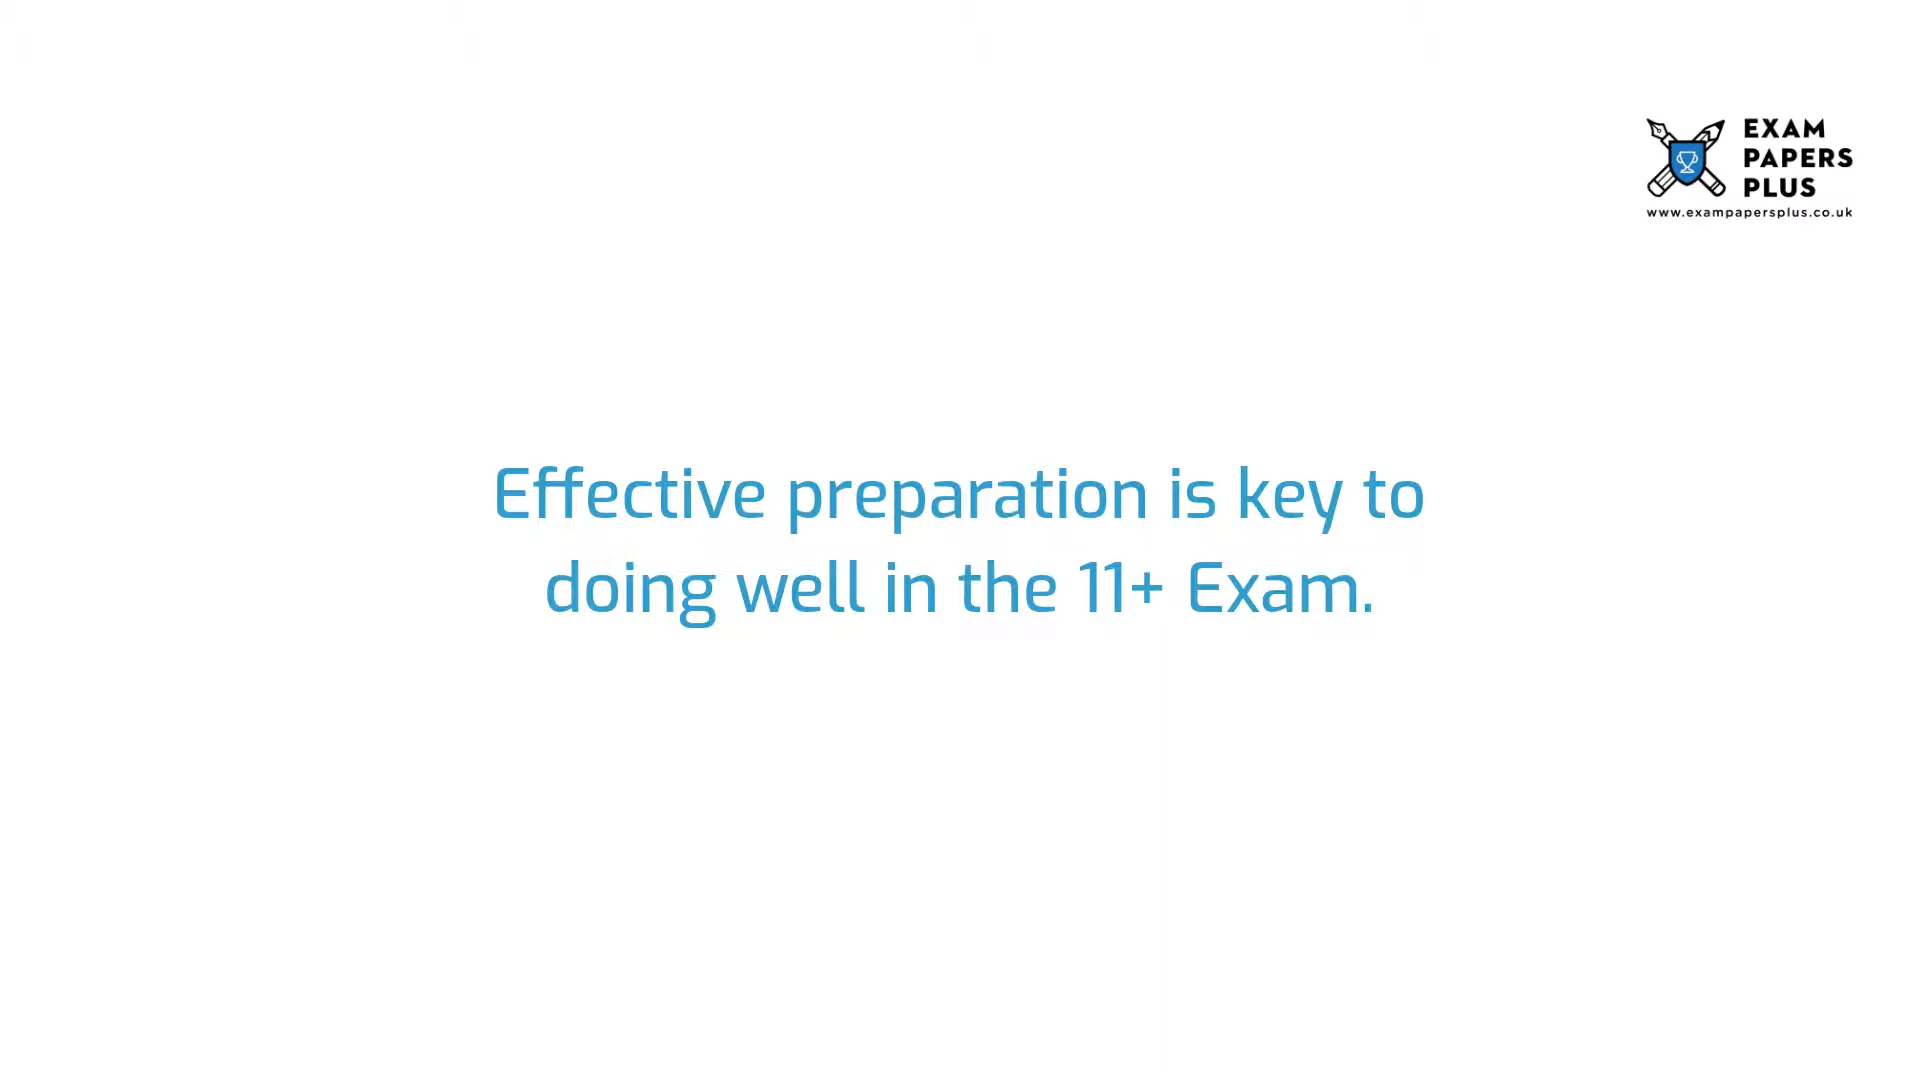 EXAM
PAPERS
PLUS
www.exampapersplus.co.uk
Effective preparation is key to
doing well in the 11+ Exam.